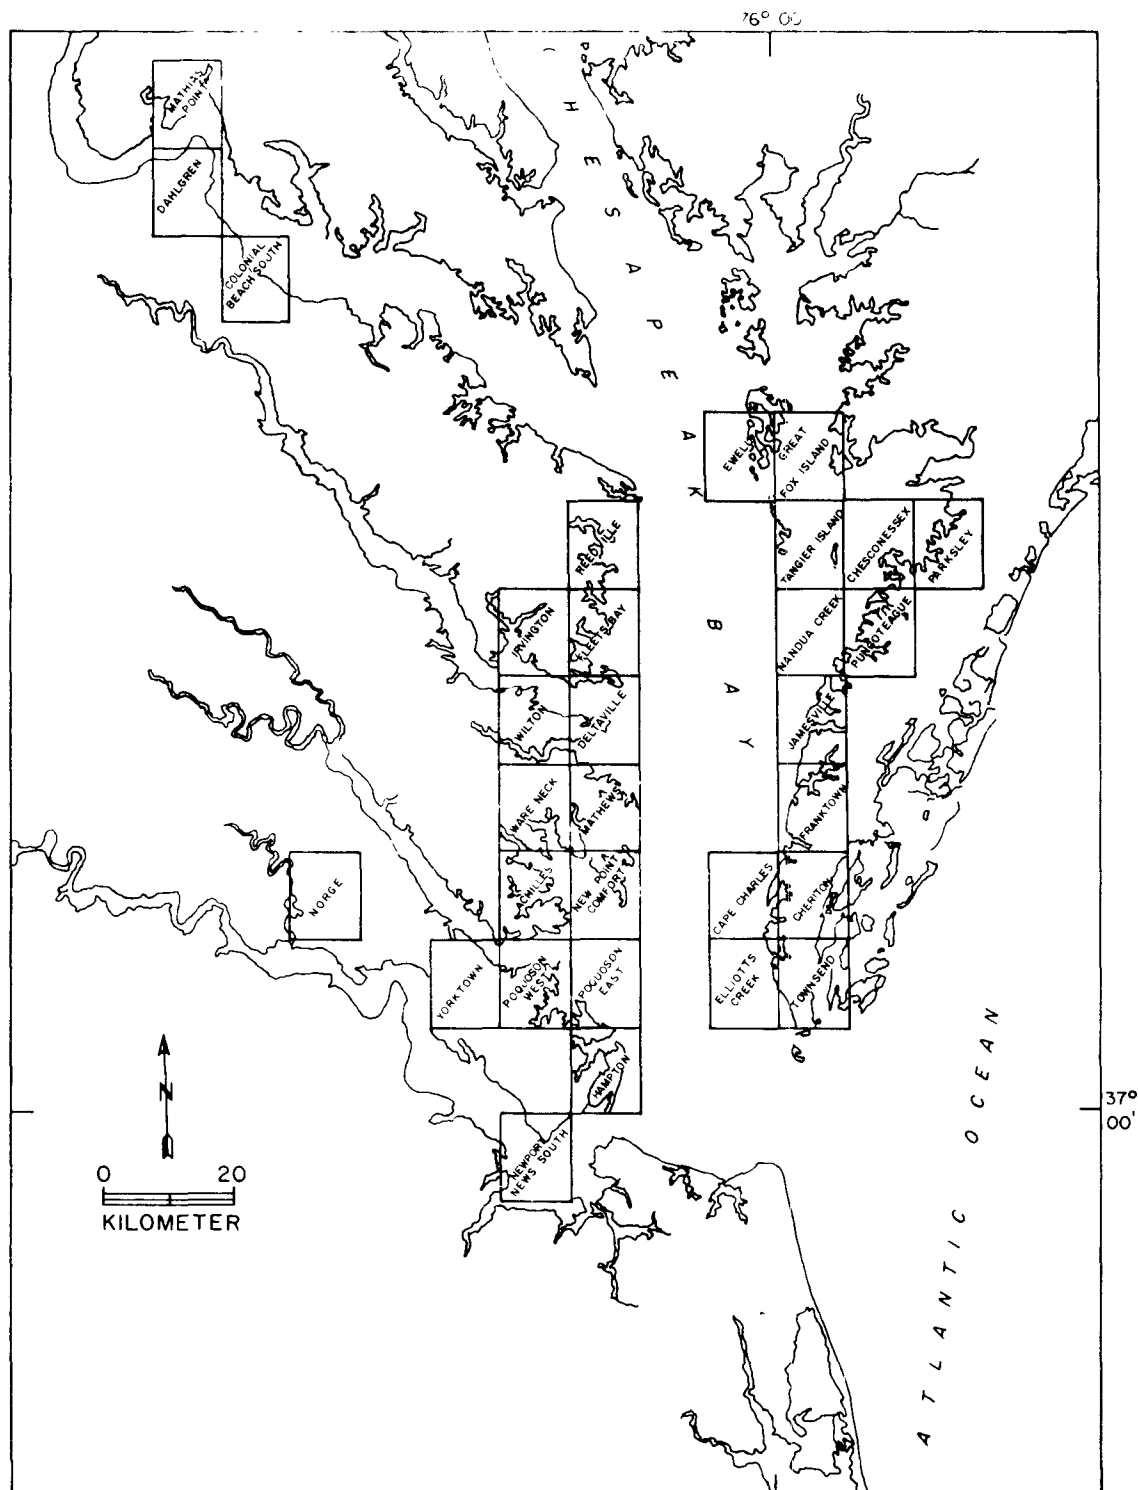 76° 00'
MATHIAS
POINT
DAHLGREN
COLONIAL
BEACH SOUTH
CHESAPEAKE
BAY
EWELL
GREAT
FOX ISLAND
REEDVILLE
TANGIER ISLAND
CHESCONESSEX
PARKSLEY
IRVINGTON
FLEETS BAY
NANDUA CREEK
PUNGOTEAGUE
WILTON
DELTAVILLE
JAMESVILLE
WARE NECK
MATHEWS
FRANKTOWN
NORGE
ACHILLES
NEW POINT
COMFORT
CAPE CHARLES
CHERITON
YORKTOWN
POQUOSON
WEST
POQUOSON
EAST
ELLIOTTS
CREEK
TOWNSEND
HAMPTON
NEWPORT
NEWS SOUTH
37°
00'
N
0 20
KILOMETER
ATLANTIC OCEAN